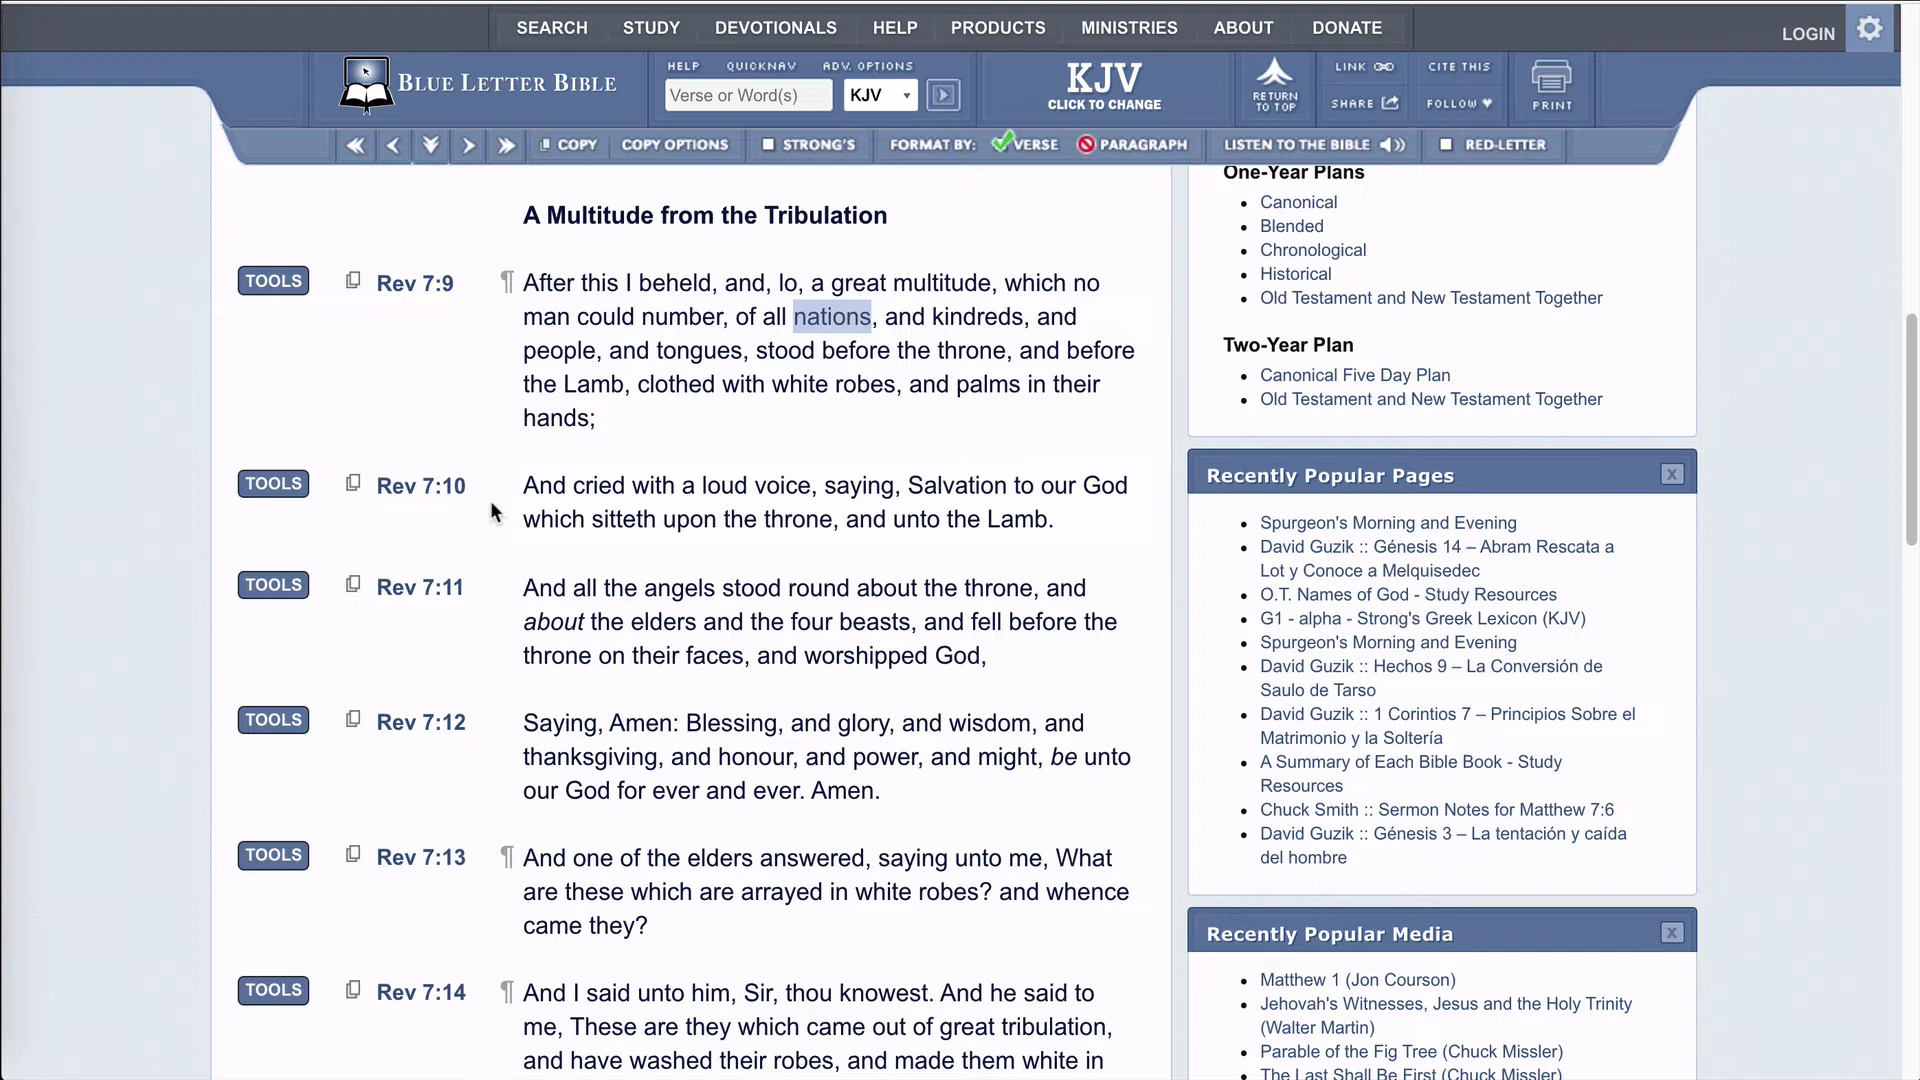 SEARCH STUDY DEVOTIONALS HELP PRODUCTS MINISTRIES ABOUT DONATE
LOGIN
BLUE LETTER BIBLE
HELP QUICKNAV ADV. OPTIONS
Verse or Word(s) KJV
KJV
CLICK TO CHANGE
RETURN
TO TOP
LINK
CITE THIS
SHARE
FOLLOW
PRINT
COPY COPY OPTIONS STRONG'S FORMAT BY: VERSE PARAGRAPH LISTEN TO THE BIBLE RED-LETTER
A Multitude from the Tribulation
TOOLS Rev 7:9 ¶ After this I beheld, and, lo, a great multitude, which no
man could number, of all nations, and kindreds, and
people, and tongues, stood before the throne, and before
the Lamb, clothed with white robes, and palms in their
hands;
TOOLS Rev 7:10 And cried with a loud voice, saying, Salvation to our God
which sitteth upon the throne, and unto the Lamb.
TOOLS Rev 7:11 And all the angels stood round about the throne, and
about the elders and the four beasts, and fell before the
throne on their faces, and worshipped God,
TOOLS Rev 7:12 Saying, Amen: Blessing, and glory, and wisdom, and
thanksgiving, and honour, and power, and might, be unto
our God for ever and ever. Amen.
TOOLS Rev 7:13 ¶ And one of the elders answered, saying unto me, What
are these which are arrayed in white robes? and whence
came they?
TOOLS Rev 7:14 ¶ And I said unto him, Sir, thou knowest. And he said to
me, These are they which came out of great tribulation,
and have washed their robes, and made them white in
One-Year Plans
Canonical
Blended
Chronological
Historical
Old Testament and New Testament Together
Two-Year Plan
Canonical Five Day Plan
Old Testament and New Testament Together
Recently Popular Pages X
Spurgeon's Morning and Evening
David Guzik :: Génesis 14 – Abram Rescata a
Lot y Conoce a Melquisedec
O.T. Names of God - Study Resources
G1 - alpha - Strong's Greek Lexicon (KJV)
Spurgeon's Morning and Evening
David Guzik :: Hechos 9 – La Conversión de
Saulo de Tarso
David Guzik :: 1 Corintios 7 – Principios Sobre el
Matrimonio y la Soltería
A Summary of Each Bible Book - Study
Resources
Chuck Smith :: Sermon Notes for Matthew 7:6
David Guzik :: Génesis 3 – La tentación y caída
del hombre
Recently Popular Media X
Matthew 1 (Jon Courson)
Jehovah's Witnesses, Jesus and the Holy Trinity
(Walter Martin)
Parable of the Fig Tree (Chuck Missler)
The Last Shall Be First (Chuck Missler)